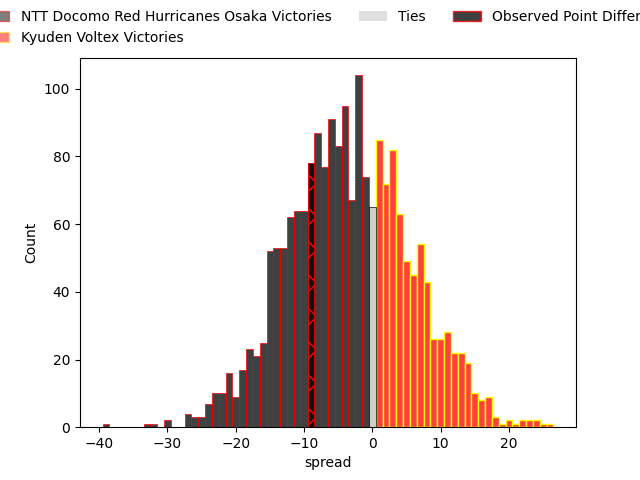 NTT Docomo Red Hurricanes Osaka Victories
Ties
Observed Point Differ
Kyuden Voltex Victories
100
80
60
40
20
0
Count
−40 −30 −20 −10 0 10 20
spread